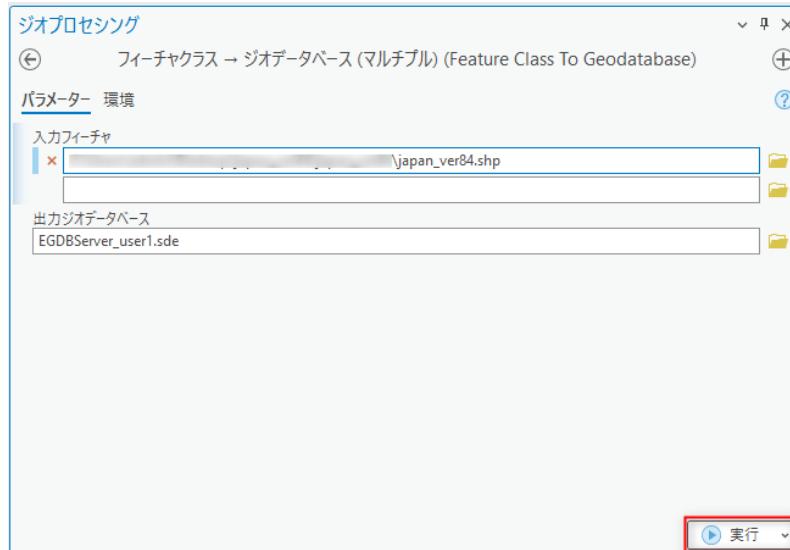 ジオプロセシング
フィーチャクラス → ジオデータベース (マルチプル) (Feature Class To Geodatabase)
パラメーター 環境
入力フィーチャ
\japan_ver84.shp
出力ジオデータベース
EGDBServer_user1.sde
実行